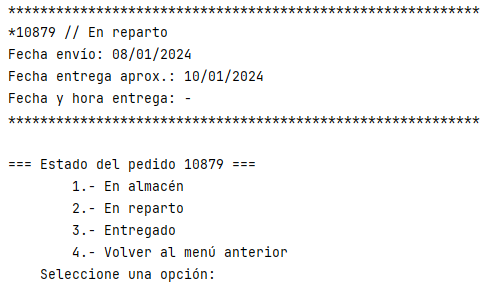 ***********************************************************
*10879 // En reparto
Fecha envío: 08/01/2024
Fecha entrega aprox.: 10/01/2024
Fecha y hora entrega: -
***********************************************************
=== Estado del pedido 10879 ===
1.- En almacén
2.- En reparto
3.- Entregado
4.- Volver al menú anterior
Seleccione una opción: